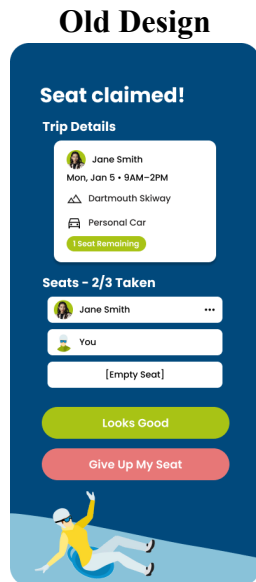 Old Design
Seat claimed!
Trip Details
Jane Smith
Mon, Jan 5 • 9AM–2PM
Dartmouth Skiway
Personal Car
1 Seat Remaining
Seats - 2/3 Taken
Jane Smith •••
You
[Empty Seat]
Looks Good
Give Up My Seat